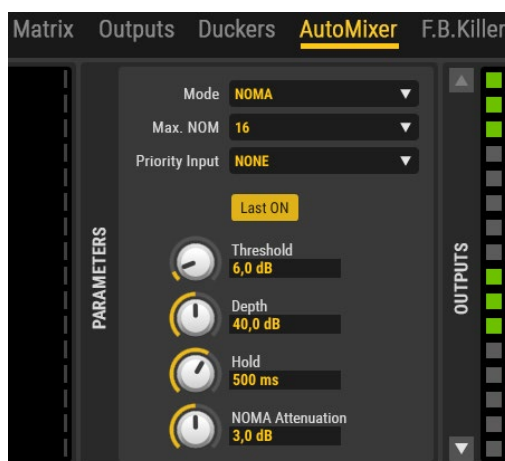 Matrix Outputs Duckers AutoMixer F.B.Killer
PARAMETERS
Mode NOMA
Max. NOM 16
Priority Input NONE
Last ON
Threshold
6,0 dB
Depth
40,0 dB
Hold
500 ms
NOMA Attenuation
3,0 dB
OUTPUTS